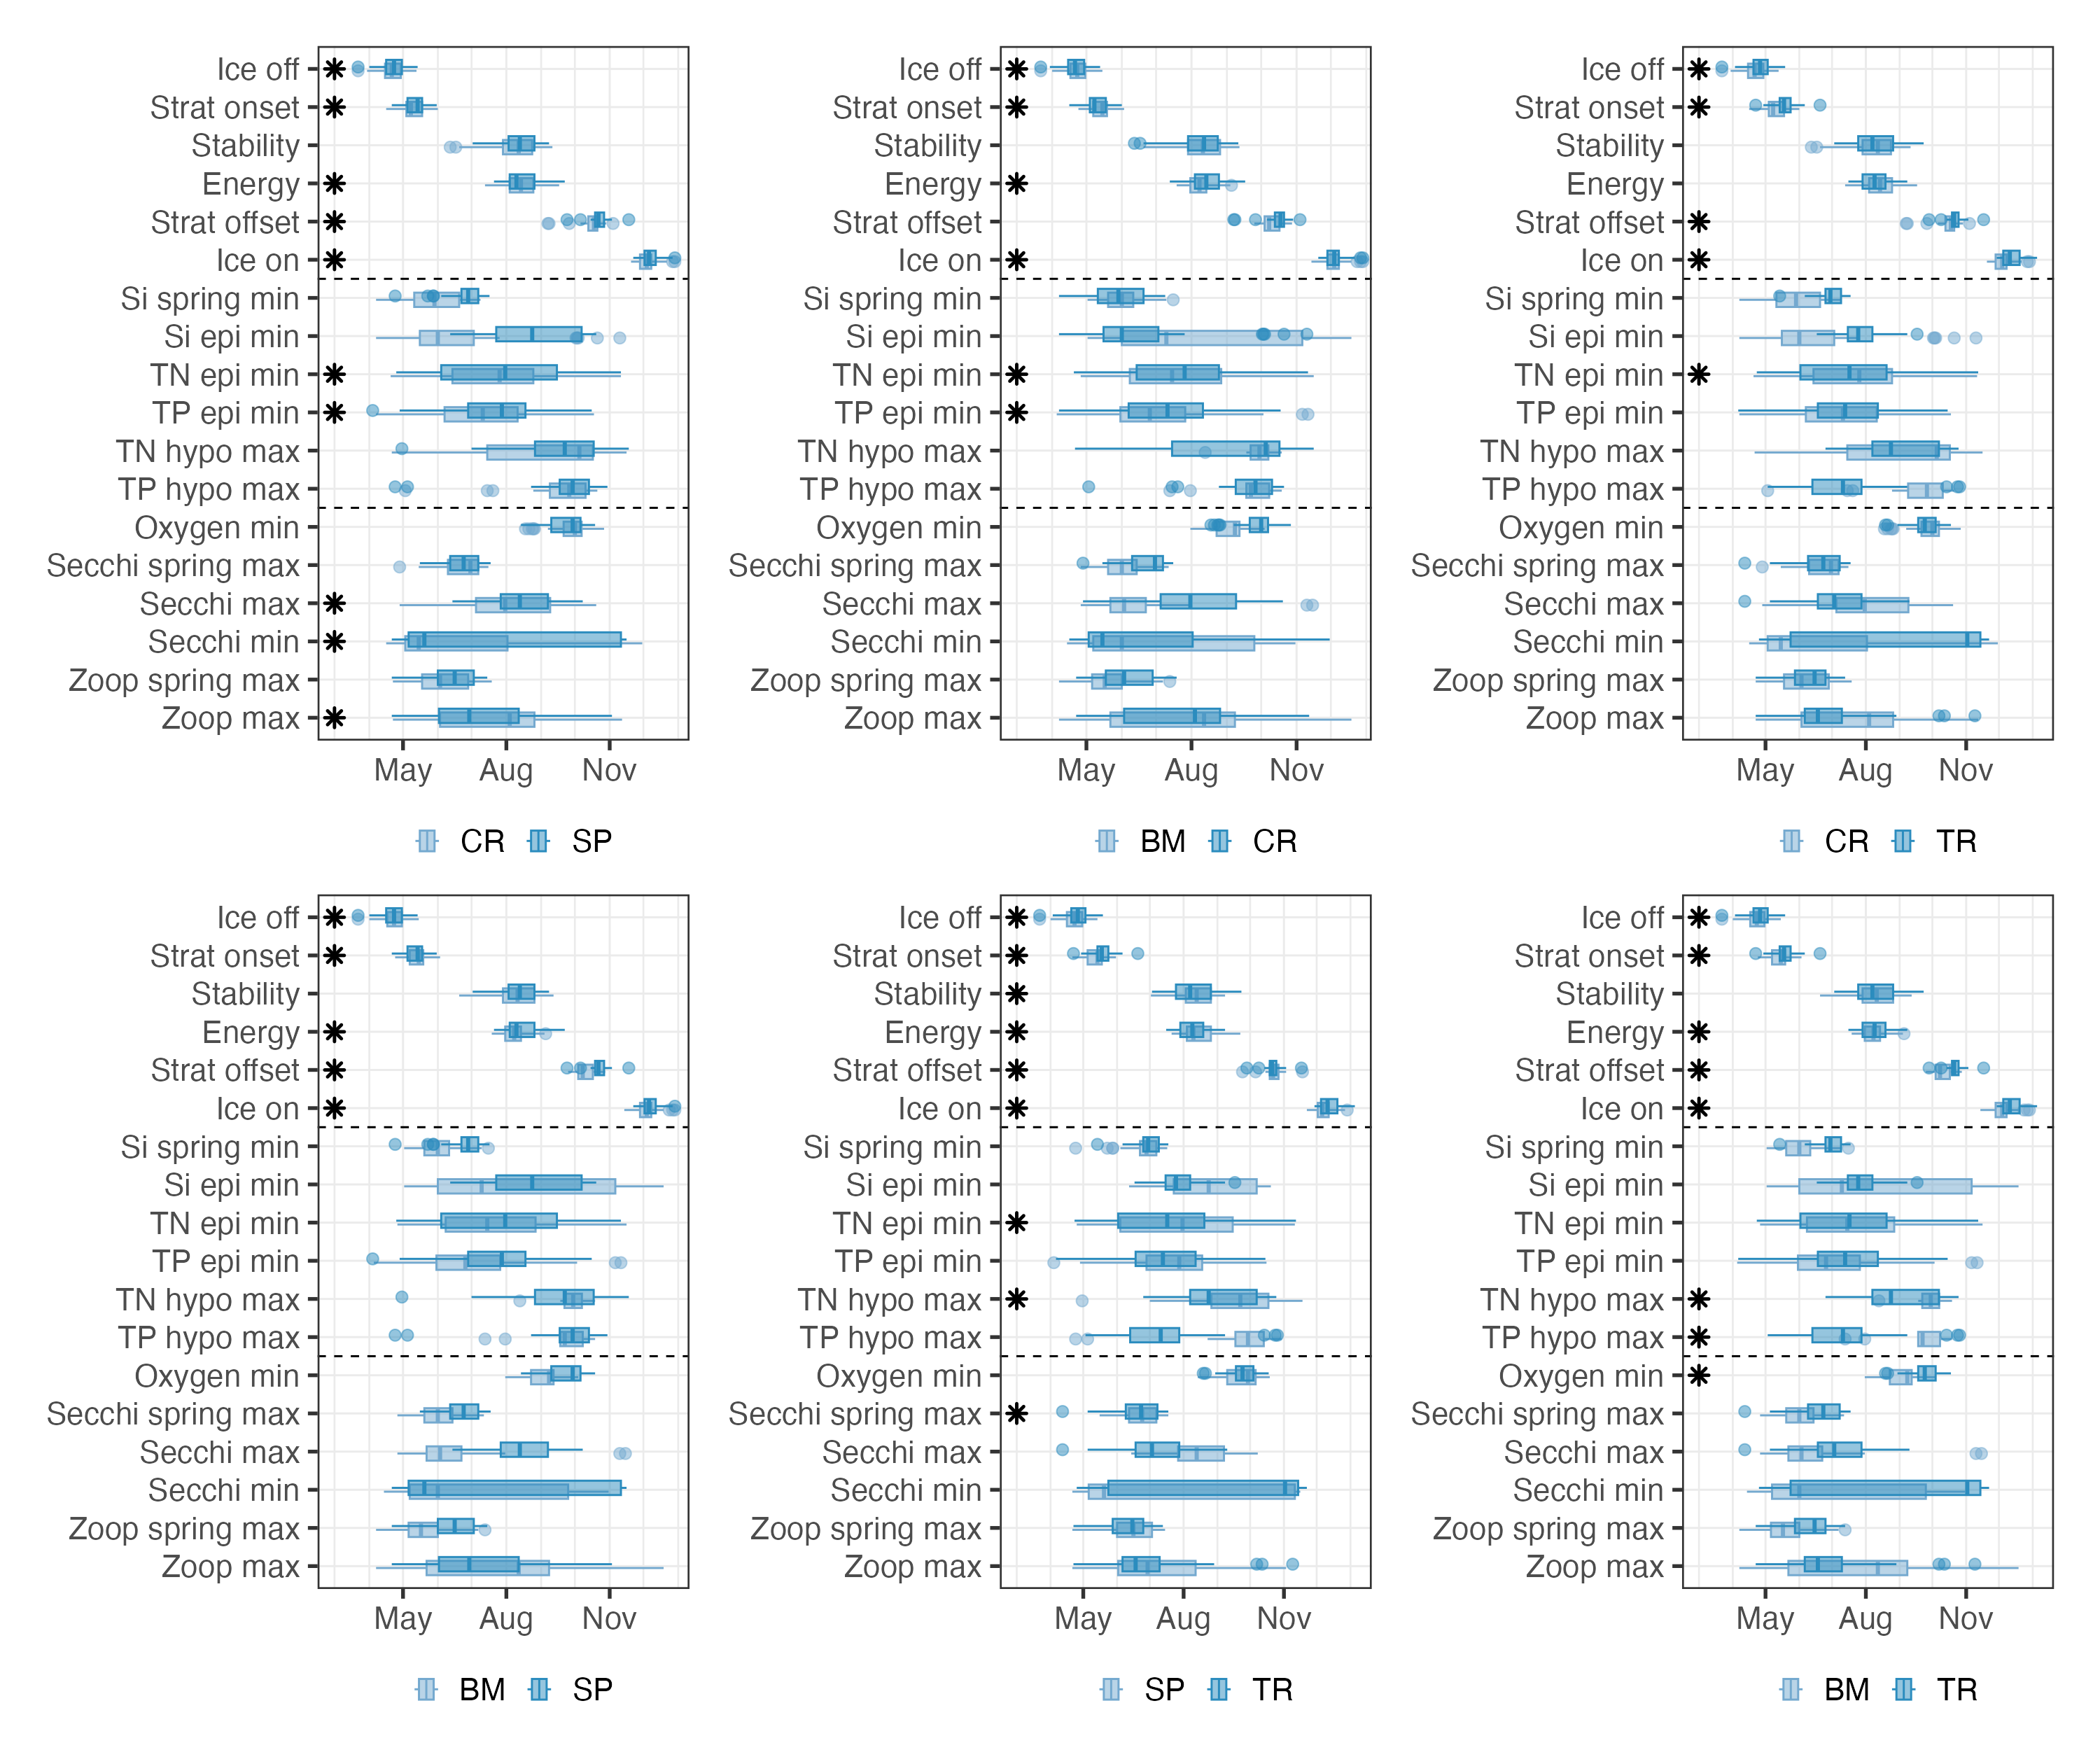 Ice off
Strat onset
Stability
Energy
Strat offset
Ice on
Si spring min
Si epi min
TN epi min
TP epi min
TN hypo max
TP hypo max
Oxygen min
Secchi spring max
Secchi max
Secchi min
Zoop spring max
Zoop max
May Aug Nov
CR SP
Ice off
Strat onset
Stability
Energy
Strat offset
Ice on
Si spring min
Si epi min
TN epi min
TP epi min
TN hypo max
TP hypo max
Oxygen min
Secchi spring max
Secchi max
Secchi min
Zoop spring max
Zoop max
May Aug Nov
BM CR
Ice off
Strat onset
Stability
Energy
Strat offset
Ice on
Si spring min
Si epi min
TN epi min
TP epi min
TN hypo max
TP hypo max
Oxygen min
Secchi spring max
Secchi max
Secchi min
Zoop spring max
Zoop max
May Aug Nov
CR TR
Ice off
Strat onset
Stability
Energy
Strat offset
Ice on
Si spring min
Si epi min
TN epi min
TP epi min
TN hypo max
TP hypo max
Oxygen min
Secchi spring max
Secchi max
Secchi min
Zoop spring max
Zoop max
May Aug Nov
BM SP
Ice off
Strat onset
Stability
Energy
Strat offset
Ice on
Si spring min
Si epi min
TN epi min
TP epi min
TN hypo max
TP hypo max
Oxygen min
Secchi spring max
Secchi max
Secchi min
Zoop spring max
Zoop max
May Aug Nov
SP TR
Ice off
Strat onset
Stability
Energy
Strat offset
Ice on
Si spring min
Si epi min
TN epi min
TP epi min
TN hypo max
TP hypo max
Oxygen min
Secchi spring max
Secchi max
Secchi min
Zoop spring max
Zoop max
May Aug Nov
BM TR